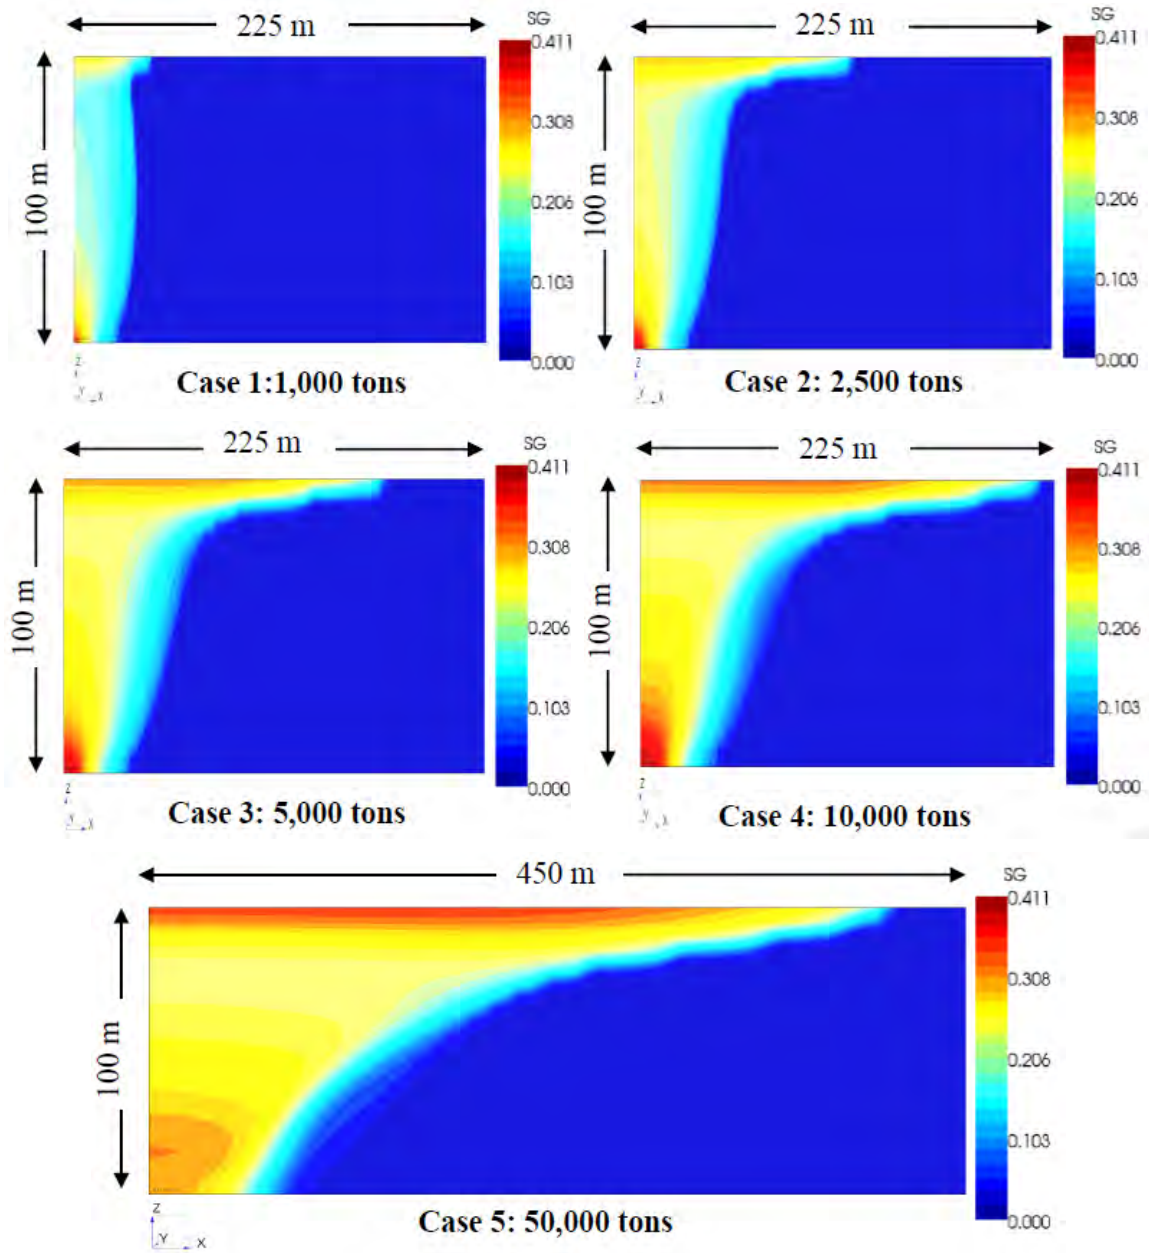 225 m
SG
0.411
0.308
0.206
0.103
0.000
100 m
Z
Y X
Case 1:1,000 tons
225 m
SG
0.411
0.308
0.206
0.103
0.000
100 m
Z
Y X
Case 2: 2,500 tons
225 m
SG
0.411
0.308
0.206
0.103
0.000
100 m
Z
Y X
Case 3: 5,000 tons
225 m
SG
0.411
0.308
0.206
0.103
0.000
100 m
Z
Y X
Case 4: 10,000 tons
450 m
SG
0.411
0.308
0.206
0.103
0.000
100 m
Z
Y X
Case 5: 50,000 tons